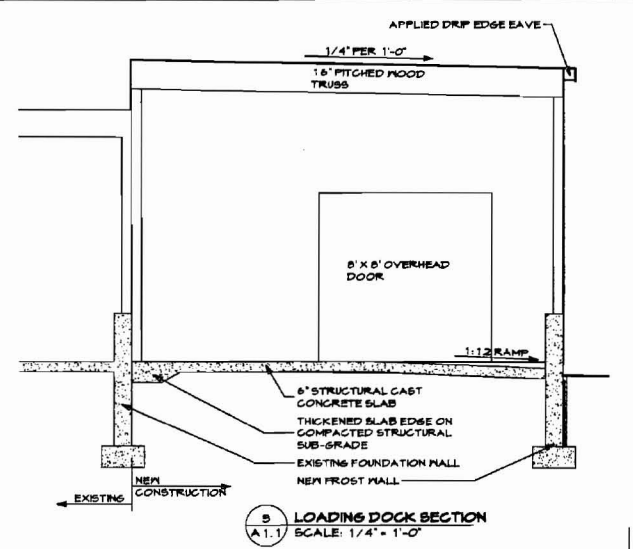 APPLIED DRIP EDGE EAVE
1/4" PER 1'-0"
18" PITCHED WOOD
TRUSS
8' X 8' OVERHEAD
DOOR
1:12 RAMP
6" STRUCTURAL CAST
CONCRETE SLAB
THICKENED SLAB EDGE ON
COMPACTED STRUCTURAL
SUB-GRADE
EXISTING FOUNDATION WALL
NEW FROST WALL
NEW
CONSTRUCTION
EXISTING
A1.1
LOADING DOCK SECTION
SCALE: 1/4" = 1'-0"